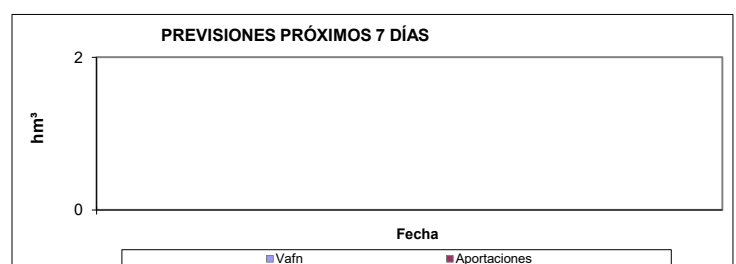 PREVISIONES PRÓXIMOS 7 DÍAS
2
hm³
0
Fecha
Vafn Aportaciones